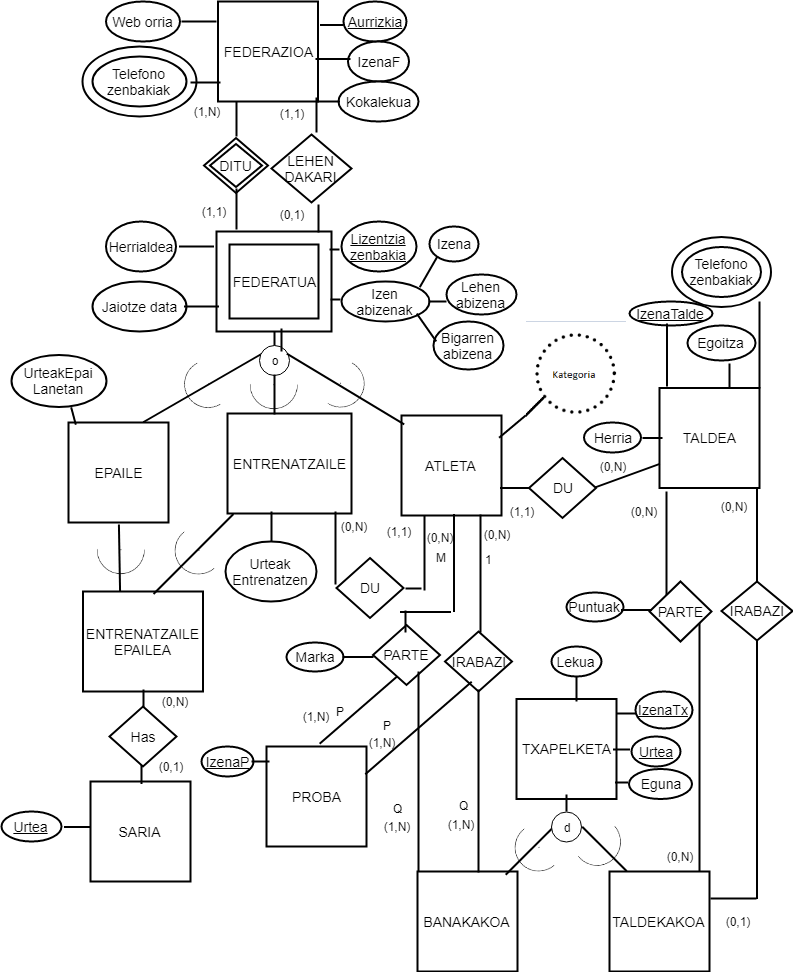 Web orria
FEDERAZIOA
Aurrizkia
IzenaF
Telefono
zenbakiak
Kokalekua
(1,N)
(1,1)
DITU
LEHEN
DAKARI
(1,1)
(0,1)
Herrialdea
Lizentzia
zenbakia
Izena
FEDERATUA
Jaiotze data
Izen
abizenak
Lehen
abizena
Bigarren
abizena
Telefono
zenbakiak
IzenaTalde
Egoitza
o
UrteakEpai
Lanetan
Kategoria
EPAILE
ENTRENATZAILE
ATLETA
Herria
TALDEA
(0,N)
DU
(1,1)
(0,N)
(0,N)
(0,N)
(1,1)
(0,N)
(0,N)
M
1
Urteak
Entrenatzen
DU
Puntuak
PARTE
IRABAZI
ENTRENATZAILE
EPAILEA
Marka
PARTE
IRABAZI
Lekua
(0,N)
(1,N)
P
P
(1,N)
IzenaTx
Has
TXAPELKETA
Urtea
(0,1)
IzenaP
Eguna
PROBA
Q
(1,N)
Q
(1,N)
d
Urtea
SARIA
(0,N)
BANAKAKOA
TALDEKAKOA
(0,1)